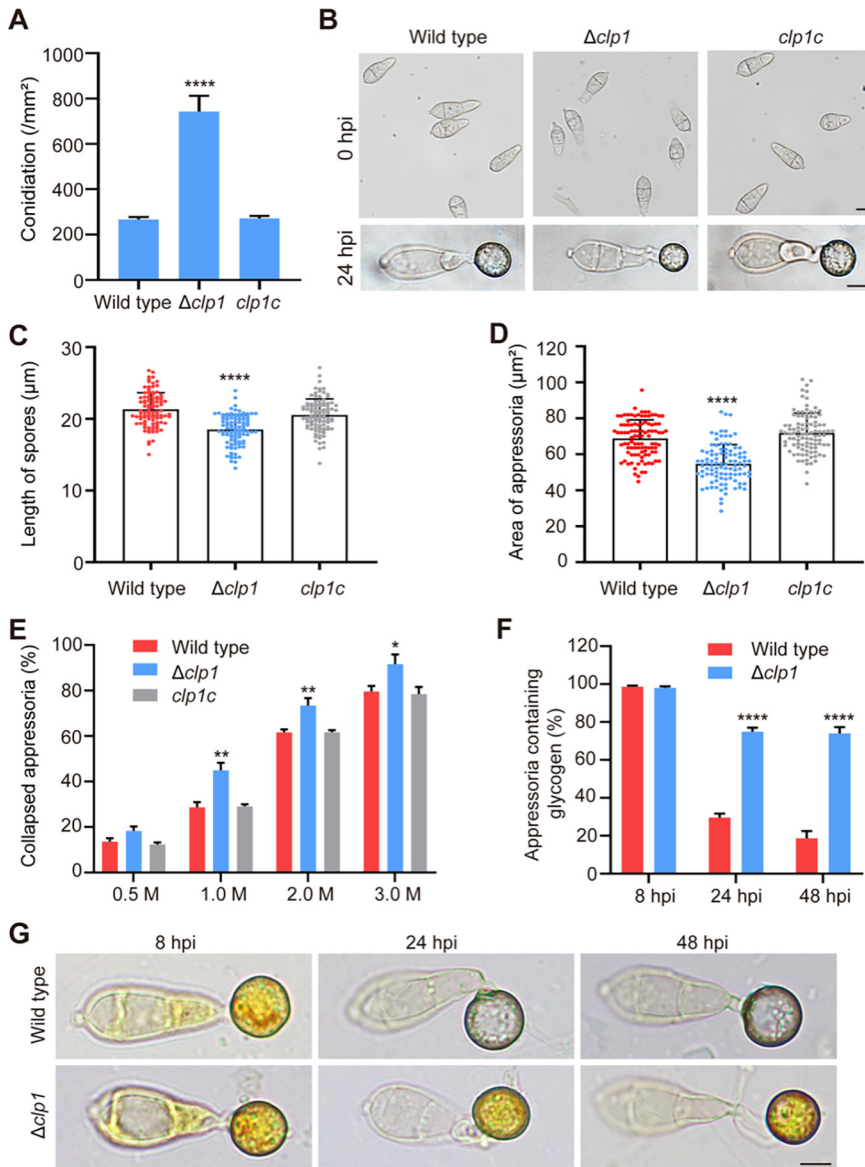 A
Conidiation (/mm²)
1000
800
600
400
200
0
****
Wild type
Δclp1
clp1c
B
Wild type
Δclp1
clp1c
0 hpi
24 hpi
C
Length of spores (μm)
30
20
10
0
****
Wild type
Δclp1
clp1c
D
Area of appressoria (μm²)
120
100
80
60
40
20
0
****
Wild type
Δclp1
clp1c
E
Collapsed appressoria (%)
100
80
60
40
20
0
Wild type
Δclp1
clp1c
**
**
*
0.5 M
1.0 M
2.0 M
3.0 M
F
Appressoria containing
glycogen (%)
120
100
80
60
40
20
0
Wild type
Δclp1
****
****
8 hpi
24 hpi
48 hpi
G
8 hpi
24 hpi
48 hpi
Wild type
Δclp1